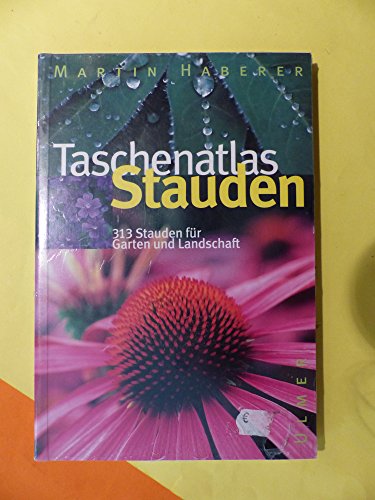 MARTIN HABERER
Taschenatlas
Stauden
313 Stauden für
Garten und Landschaft
ULMER
€